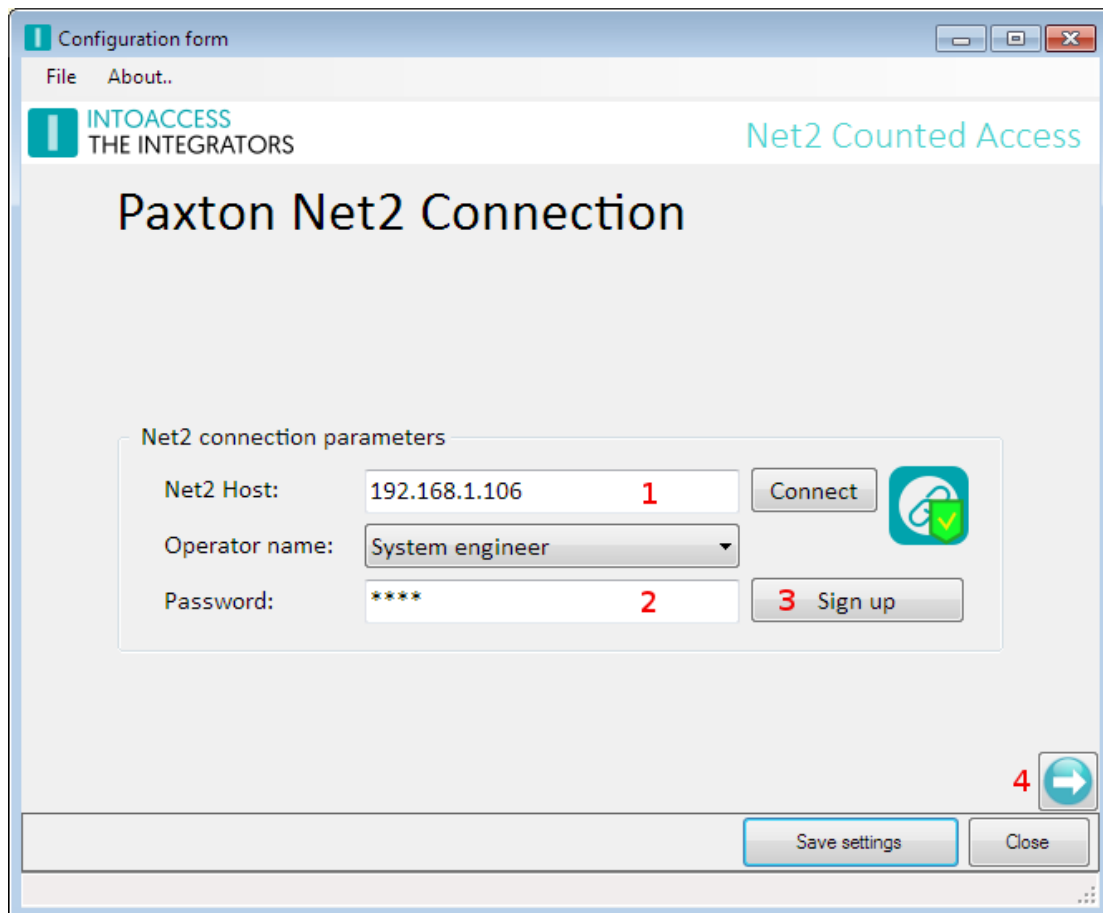 Configuration form
File About..
INTOACCESS
THE INTEGRATORS
Net2 Counted Access
Paxton Net2 Connection
Net2 connection parameters
Net2 Host: 192.168.1.106 1 Connect
Operator name: System engineer
Password: **** 2 3 Sign up
4
Save settings Close